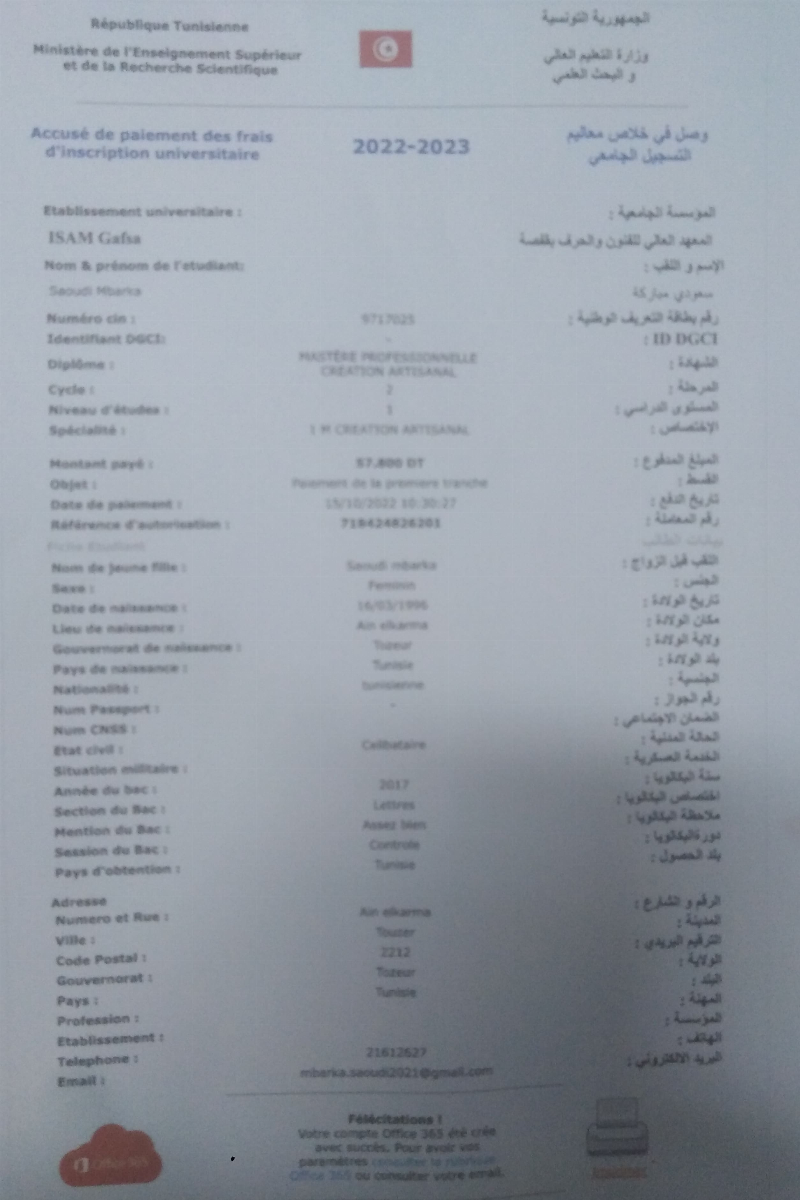 République Tunisienne
الجمهورية التونسية
Ministère de l'Enseignement Supérieur
et de la Recherche Scientifique
وزارة التعليم العالي
و البحث العلمي
Accusé de paiement des frais
d'inscription universitaire
2022-2023
وصل في خلاص معاليم
التسجيل الجامعي
Etablissement universitaire :
المؤسسة الجامعية :
ISAM Gafsa
المعهد العالي للفنون والحرف بقفصة
Nom & prénom de l'etudiant:
الإسم و اللقب :
Saoudi Mbarka
سعودي مباركة
Numéro cin : 9717025 رقم بطاقة التعريف الوطنية :
Identifiant DGCI: - ID DGCI :
Diplôme : MASTÈRE PROFESSIONNELLE CREATION ARTISANAL الشهادة :
Cycle : 2 المرحلة :
Niveau d'études : 1 المستوى الدراسي :
Spécialité : 1 M CREATION ARTISANAL الإختصاص :
Montant payé : 57.800 DT المبلغ المدفوع :
Objet : Paiement de la premiere tranche القسط :
Date de paiement : 15/10/2022 10:30:27 تاريخ الدفع :
Référence d'autorisation : 718424826201 رقم المعاملة :
Fiche Etudiant بيانات الطالب
Nom de jeune fille : Saoudi mbarka اللقب قبل الزواج :
Sexe : Feminin الجنس :
Date de naissance : 16/03/1996 تاريخ الولادة :
Lieu de naissance : Ain elkarma مكان الولادة :
Gouvernorat de naissance : Tozeur ولاية الولادة :
Pays de naissance : Tunisie بلد الولادة :
Nationalité : tunisienne الجنسية :
Num Passport : - رقم الجواز :
Num CNSS : الضمان الاجتماعي :
Etat civil : Celibataire الحالة المدنية :
Situation militaire : الخدمة العسكرية :
Année du bac : 2017 سنة البكالوريا :
Section du Bac : Lettres اختصاص البكالوريا :
Mention du Bac : Assez bien ملاحظة البكالوريا :
Session du Bac : Controle دورة البكالوريا :
Pays d'obtention : Tunisie بلد الحصول :
Adresse
Numero et Rue : Ain elkarma الرقم و الشارع :
Ville : Touzer المدينة :
Code Postal : 2212 الترقيم البريدي :
Gouvernorat : Tozeur الولاية :
Pays : Tunisie البلد :
Profession : المهنة :
Etablissement : المؤسسة :
Telephone : 21612627 الهاتف :
Email : mbarka.saoudi2021@gmail.com البريد الالكتروني :
Félécitations !
Votre compte Office 365 été crée
avec succès. Pour avoir vos
paramètres consulter la rubrique
Office 365 ou consulter votre email.
Office 365
Imprimer